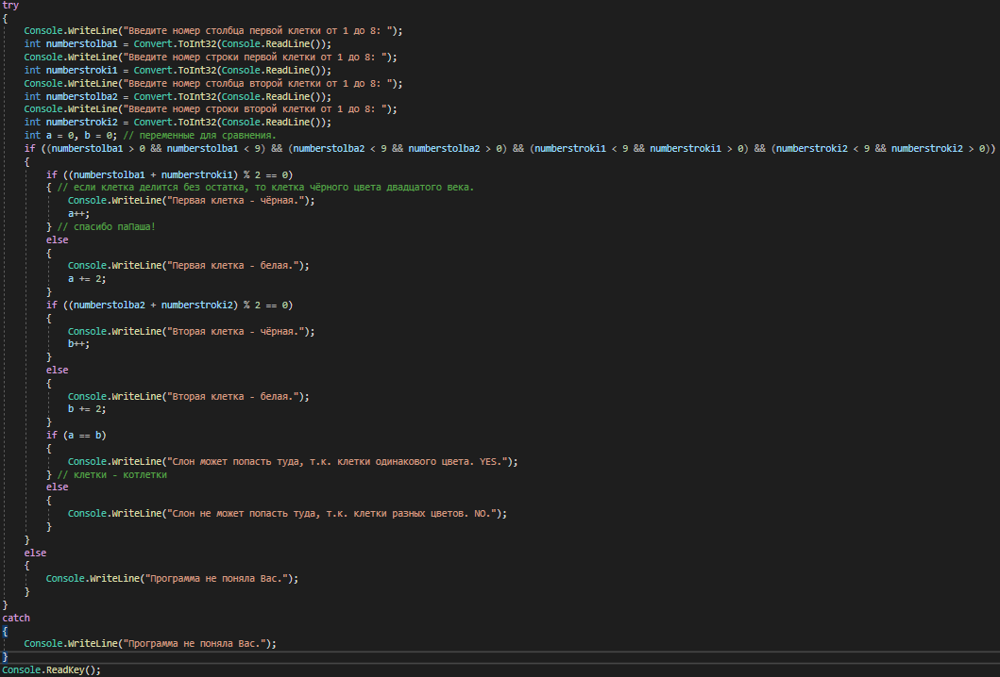 try
{
Console.WriteLine("Введите номер столбца первой клетки от 1 до 8: ");
int numberstolba1 = Convert.ToInt32(Console.ReadLine());
Console.WriteLine("Введите номер строки первой клетки от 1 до 8: ");
int numberstroki1 = Convert.ToInt32(Console.ReadLine());
Console.WriteLine("Введите номер столбца второй клетки от 1 до 8: ");
int numberstolba2 = Convert.ToInt32(Console.ReadLine());
Console.WriteLine("Введите номер строки второй клетки от 1 до 8: ");
int numberstroki2 = Convert.ToInt32(Console.ReadLine());
int a = 0, b = 0; // переменные для сравнения.
if ((numberstolba1 > 0 && numberstolba1 < 9) && (numberstolba2 < 9 && numberstolba2 > 0) && (numberstroki1 < 9 && numberstroki1 > 0) && (numberstroki2 < 9 && numberstroki2 > 0))
{
if ((numberstolba1 + numberstroki1) % 2 == 0)
{ // если клетка делится без остатка, то клетка чёрного цвета двадцатого века.
Console.WriteLine("Первая клетка - чёрная.");
a++;
} // спасибо паПаша!
else
{
Console.WriteLine("Первая клетка - белая.");
a += 2;
}
if ((numberstolba2 + numberstroki2) % 2 == 0)
{
Console.WriteLine("Вторая клетка - чёрная.");
b++;
}
else
{
Console.WriteLine("Вторая клетка - белая.");
b += 2;
}
if (a == b)
{
Console.WriteLine("Слон может попасть туда, т.к. клетки одинакового цвета. YES.");
} // клетки - котлетки
else
{
Console.WriteLine("Слон не может попасть туда, т.к. клетки разных цветов. NO.");
}
}
else
{
Console.WriteLine("Программа не поняла Вас.");
}
}
catch
{
Console.WriteLine("Программа не поняла Вас.");
}
Console.ReadKey();